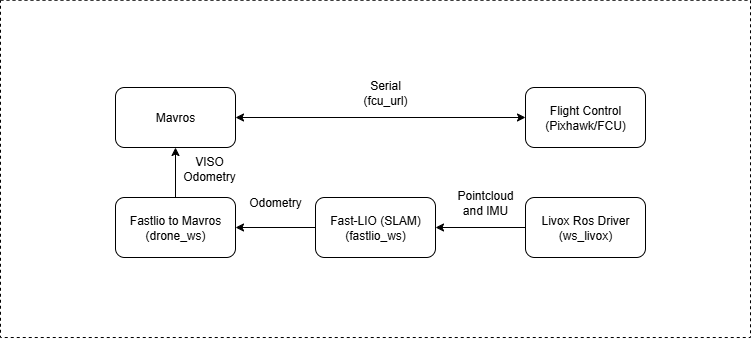 Serial
(fcu_url)
Mavros
Flight Control
(Pixhawk/FCU)
VISO
Odometry
Pointcloud
and IMU
Odometry
Fastlio to Mavros
(drone_ws)
Fast-LIO (SLAM)
(fastlio_ws)
Livox Ros Driver
(ws_livox)